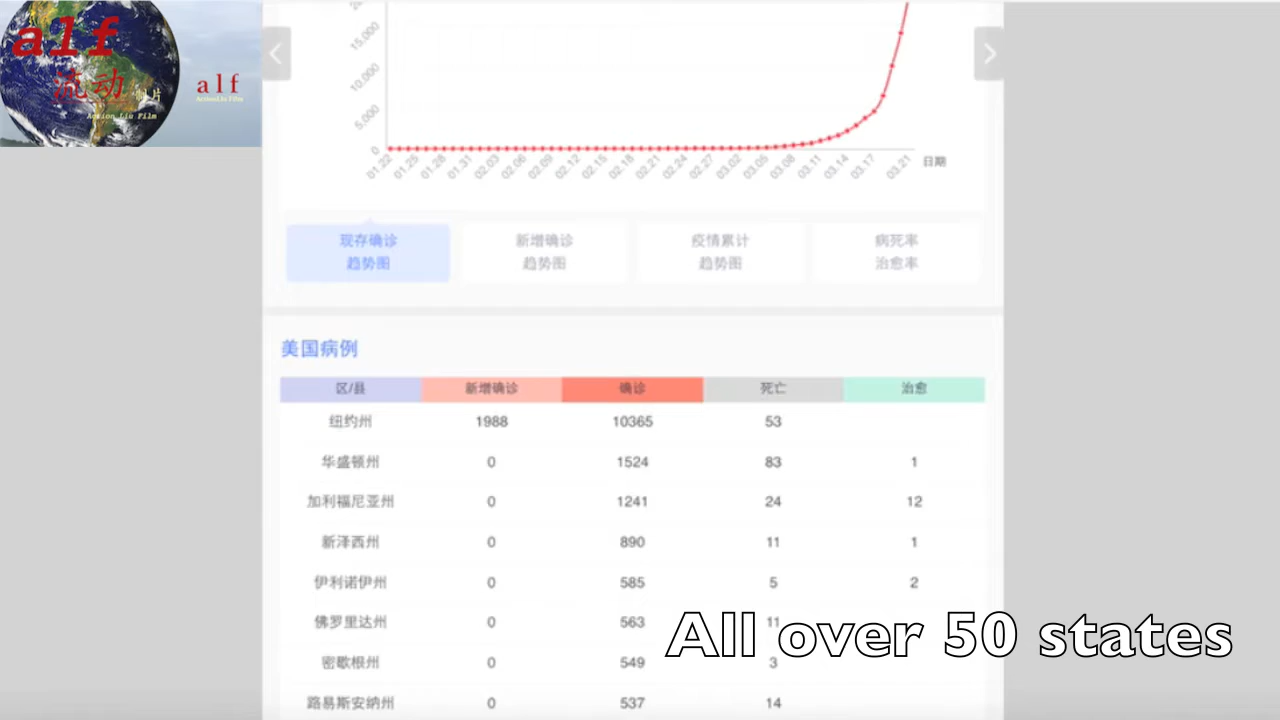 alf
流动
制片
Action Liu Film
alf
ActionLiu Film
15,000
10,000
5,000
0
01.22 01.25 01.28 01.31 02.03 02.06 02.09 02.12 02.15 02.18 02.21 02.24 02.27 03.02 03.05 03.08 03.11 03.14 03.17 03.21 日期
现存确诊 新增确诊 疫情累计 病死率
趋势图 趋势图 趋势图 治愈率
美国病例
区/县 新增确诊 确诊 死亡 治愈
纽约州 1988 10365 53
华盛顿州 0 1524 83 1
加利福尼亚州 0 1241 24 12
新泽西州 0 890 11 1
伊利诺伊州 0 585 5 2
佛罗里达州 0 563 11
All over 50 states
密歇根州 0 549 3
路易斯安纳州 0 537 14